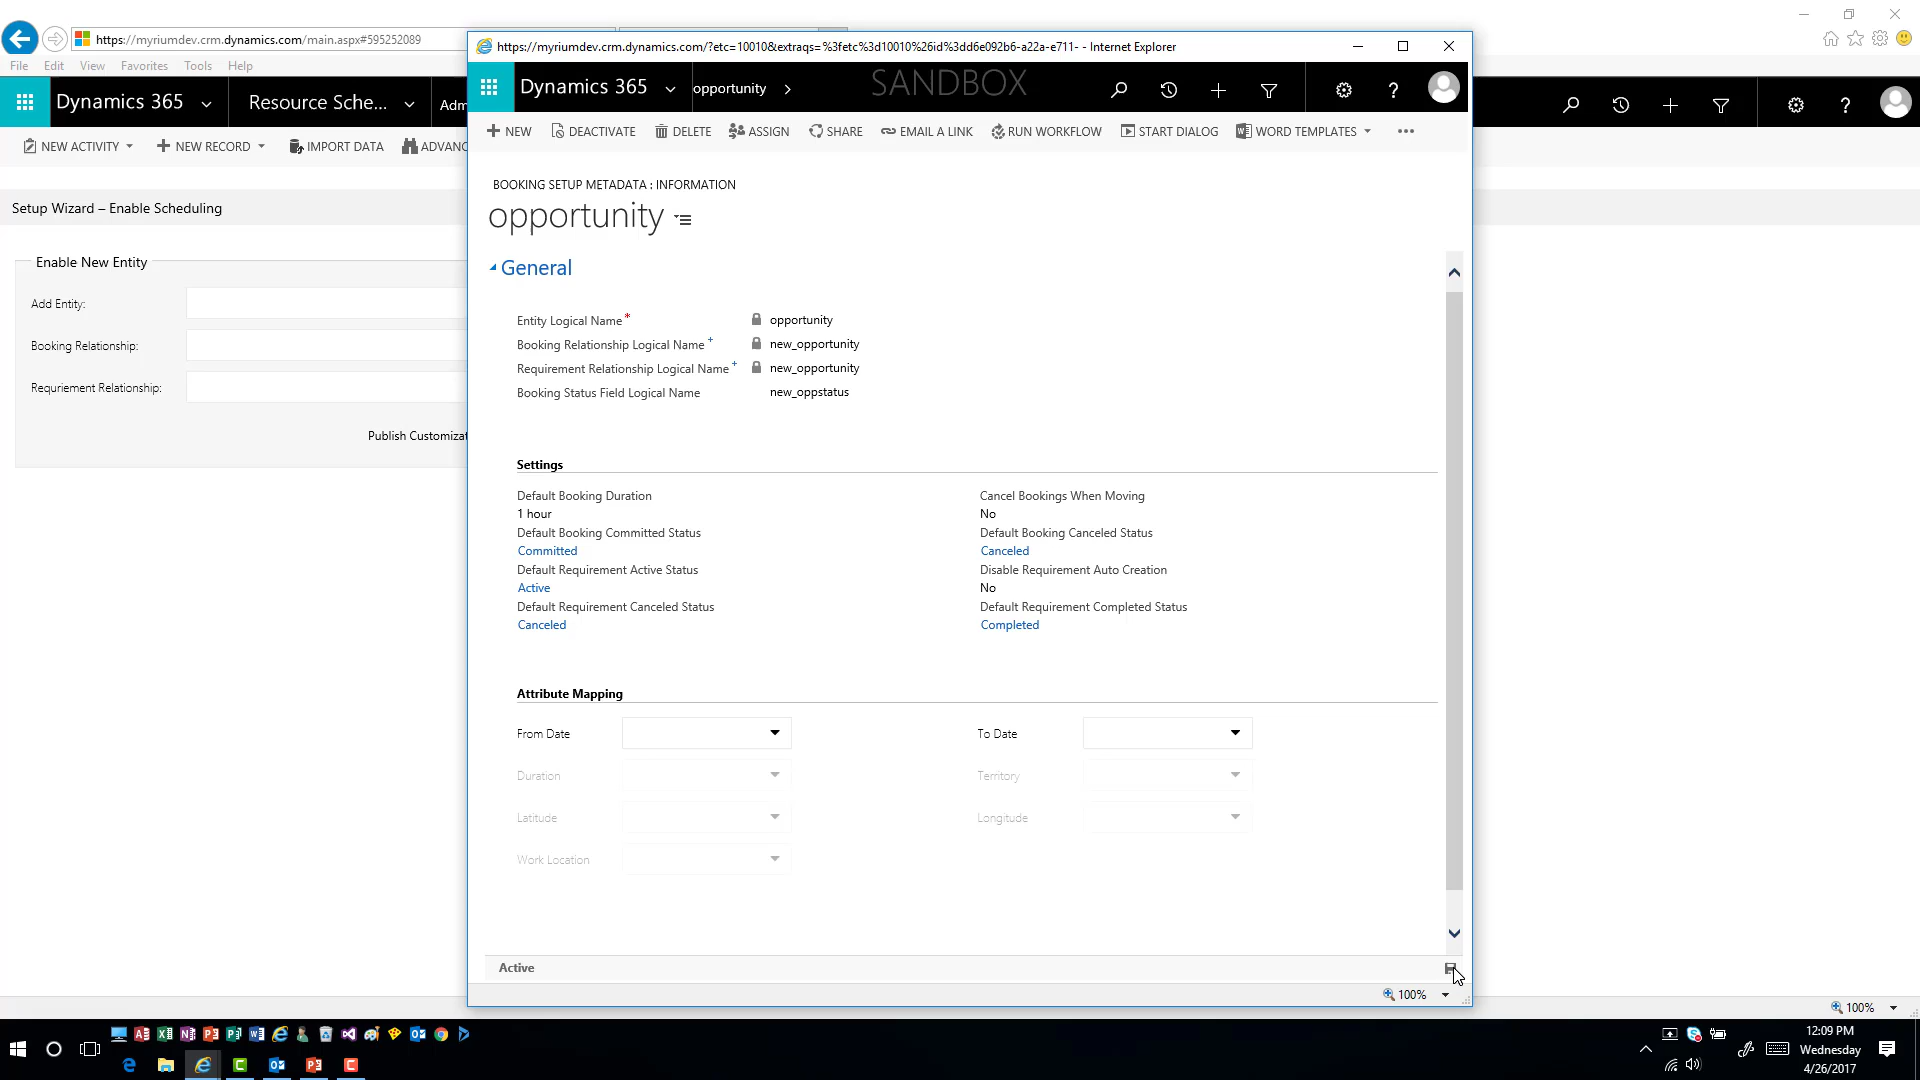 https://myriumdev.crm.dynamics.com/main.aspx#595252089
File Edit View Favorites Tools Help
Dynamics 365 Resource Sche... Adm
NEW ACTIVITY NEW RECORD IMPORT DATA ADVANC
Setup Wizard – Enable Scheduling
Enable New Entity
Add Entity:
Booking Relationship:
Requriement Relationship:
Publish Customizat
https://myriumdev.crm.dynamics.com/?etc=10010&extraqs=%3fetc%3d10010%26id%3dd6e092b6-a22a-e711- - Internet Explorer
Dynamics 365 opportunity SANDBOX
NEW DEACTIVATE DELETE ASSIGN SHARE EMAIL A LINK RUN WORKFLOW START DIALOG WORD TEMPLATES
BOOKING SETUP METADATA : INFORMATION
opportunity
General
Entity Logical Name* opportunity
Booking Relationship Logical Name+ new_opportunity
Requirement Relationship Logical Name+ new_opportunity
Booking Status Field Logical Name new_oppstatus
Settings
Default Booking Duration Cancel Bookings When Moving
1 hour No
Default Booking Committed Status Default Booking Canceled Status
Committed Canceled
Default Requirement Active Status Disable Requirement Auto Creation
Active No
Default Requirement Canceled Status Default Requirement Completed Status
Canceled Completed
Attribute Mapping
From Date To Date
Duration Territory
Latitude Longitude
Work Location
Active
100%
100%
12:09 PM
Wednesday
4/26/2017